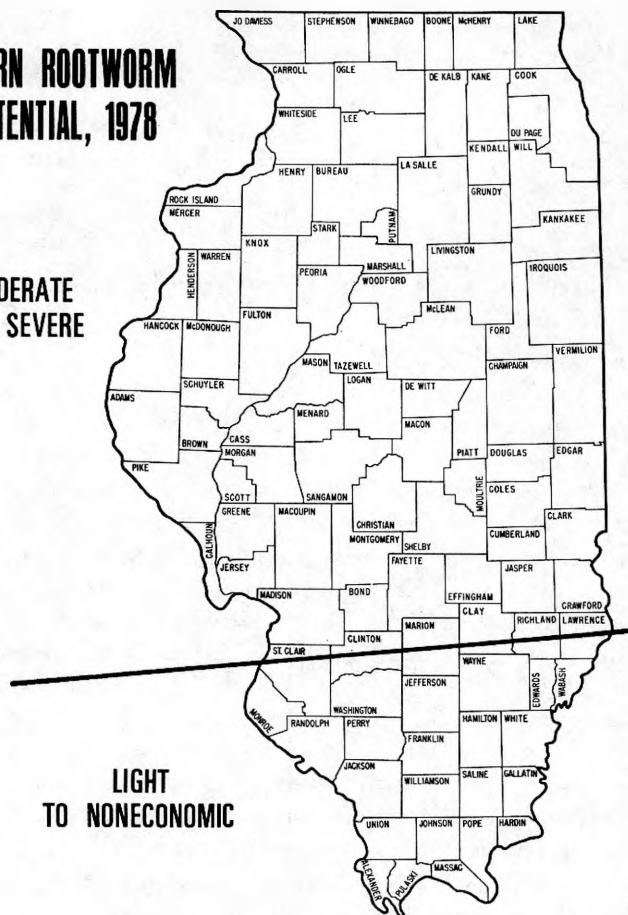 RN ROOTWORM
TENTIAL, 1978
DERATE
SEVERE
LIGHT
TO NONECONOMIC
JO DAVIESS
STEPHENSON
WINNEBAGO
BOONE
McHENRY
LAKE
CARROLL
OGLE
DE KALB
KANE
COOK
WHITESIDE
LEE
DU PAGE
KENDALL
WILL
HENRY
BUREAU
LA SALLE
GRUNDY
ROCK ISLAND
MERCER
STARK
PUTNAM
KANKAKEE
KNOX
LIVINGSTON
HENDERSON
WARREN
PEORIA
MARSHALL
WOODFORD
IROQUOIS
FULTON
McLEAN
HANCOCK
McDONOUGH
FORD
VERMILION
MASON
TAZEWELL
CHAMPAIGN
SCHUYLER
LOGAN
DE WITT
ADAMS
MENARD
MACON
BROWN
CASS
MORGAN
PIATT
DOUGLAS
EDGAR
PIKE
MOULTRIE
COLES
SCOTT
SANGAMON
GREENE
MACOUPIN
CHRISTIAN
CLARK
CALHOUN
MONTGOMERY
SHELBY
CUMBERLAND
JERSEY
FAYETTE
JASPER
MADISON
BOND
EFFINGHAM
CRAWFORD
CLAY
CLINTON
MARION
RICHLAND
LAWRENCE
ST. CLAIR
WAYNE
JEFFERSON
EDWARDS
WABASH
MONROE
WASHINGTON
RANDOLPH
PERRY
HAMILTON
WHITE
FRANKLIN
JACKSON
WILLIAMSON
SALINE
GALLATIN
UNION
JOHNSON
POPE
HARDIN
ALEXANDER
PULASKI
MASSAC